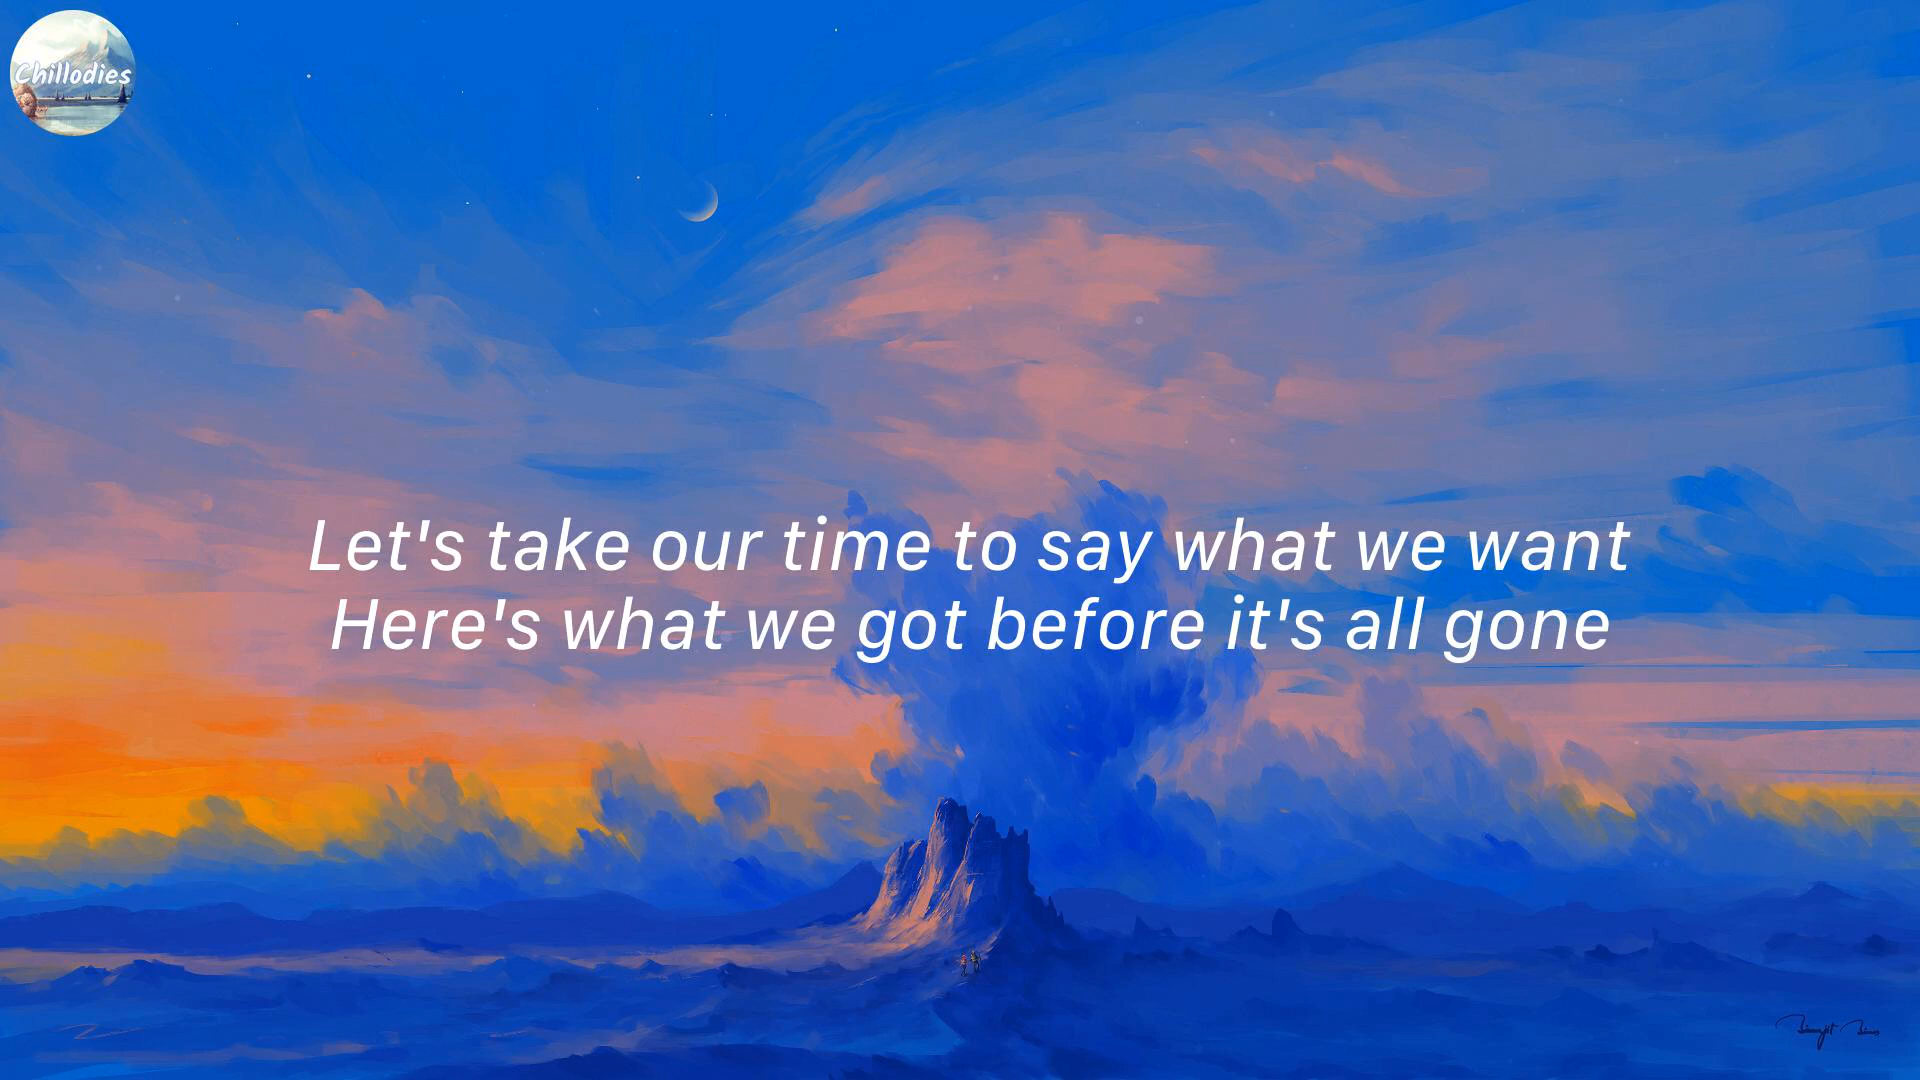 Chillodies
Let's take our time to say what we want
Here's what we got before it's all gone